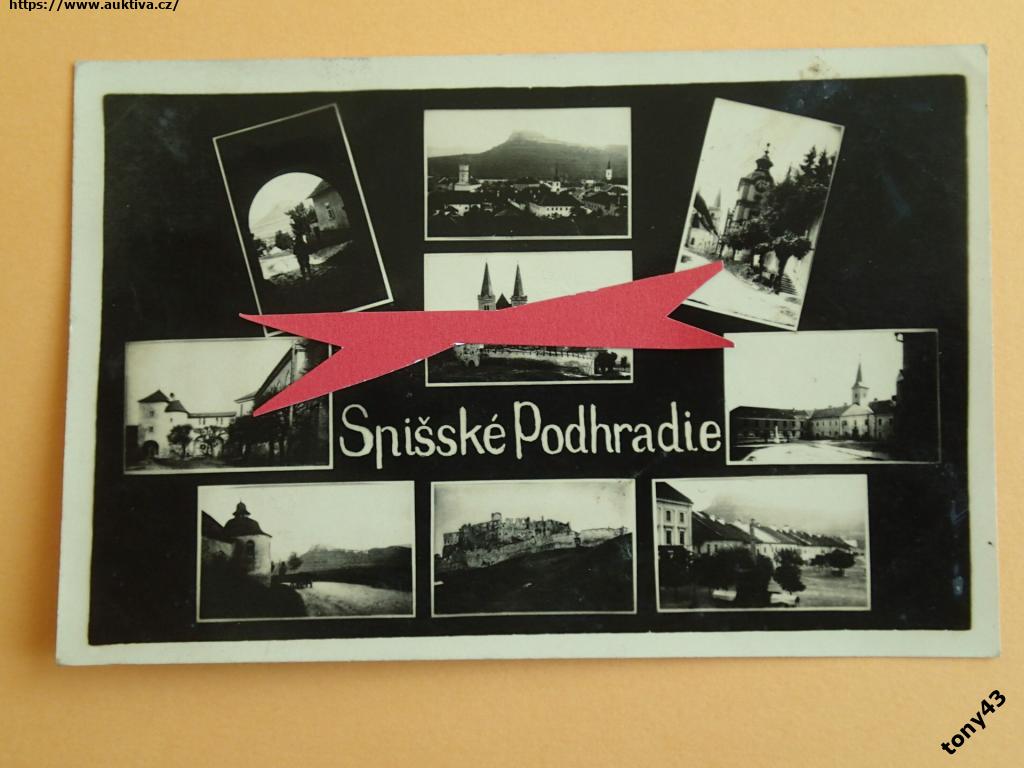 https://www.auktiva.cz/
Spišské Podhradie
tony43